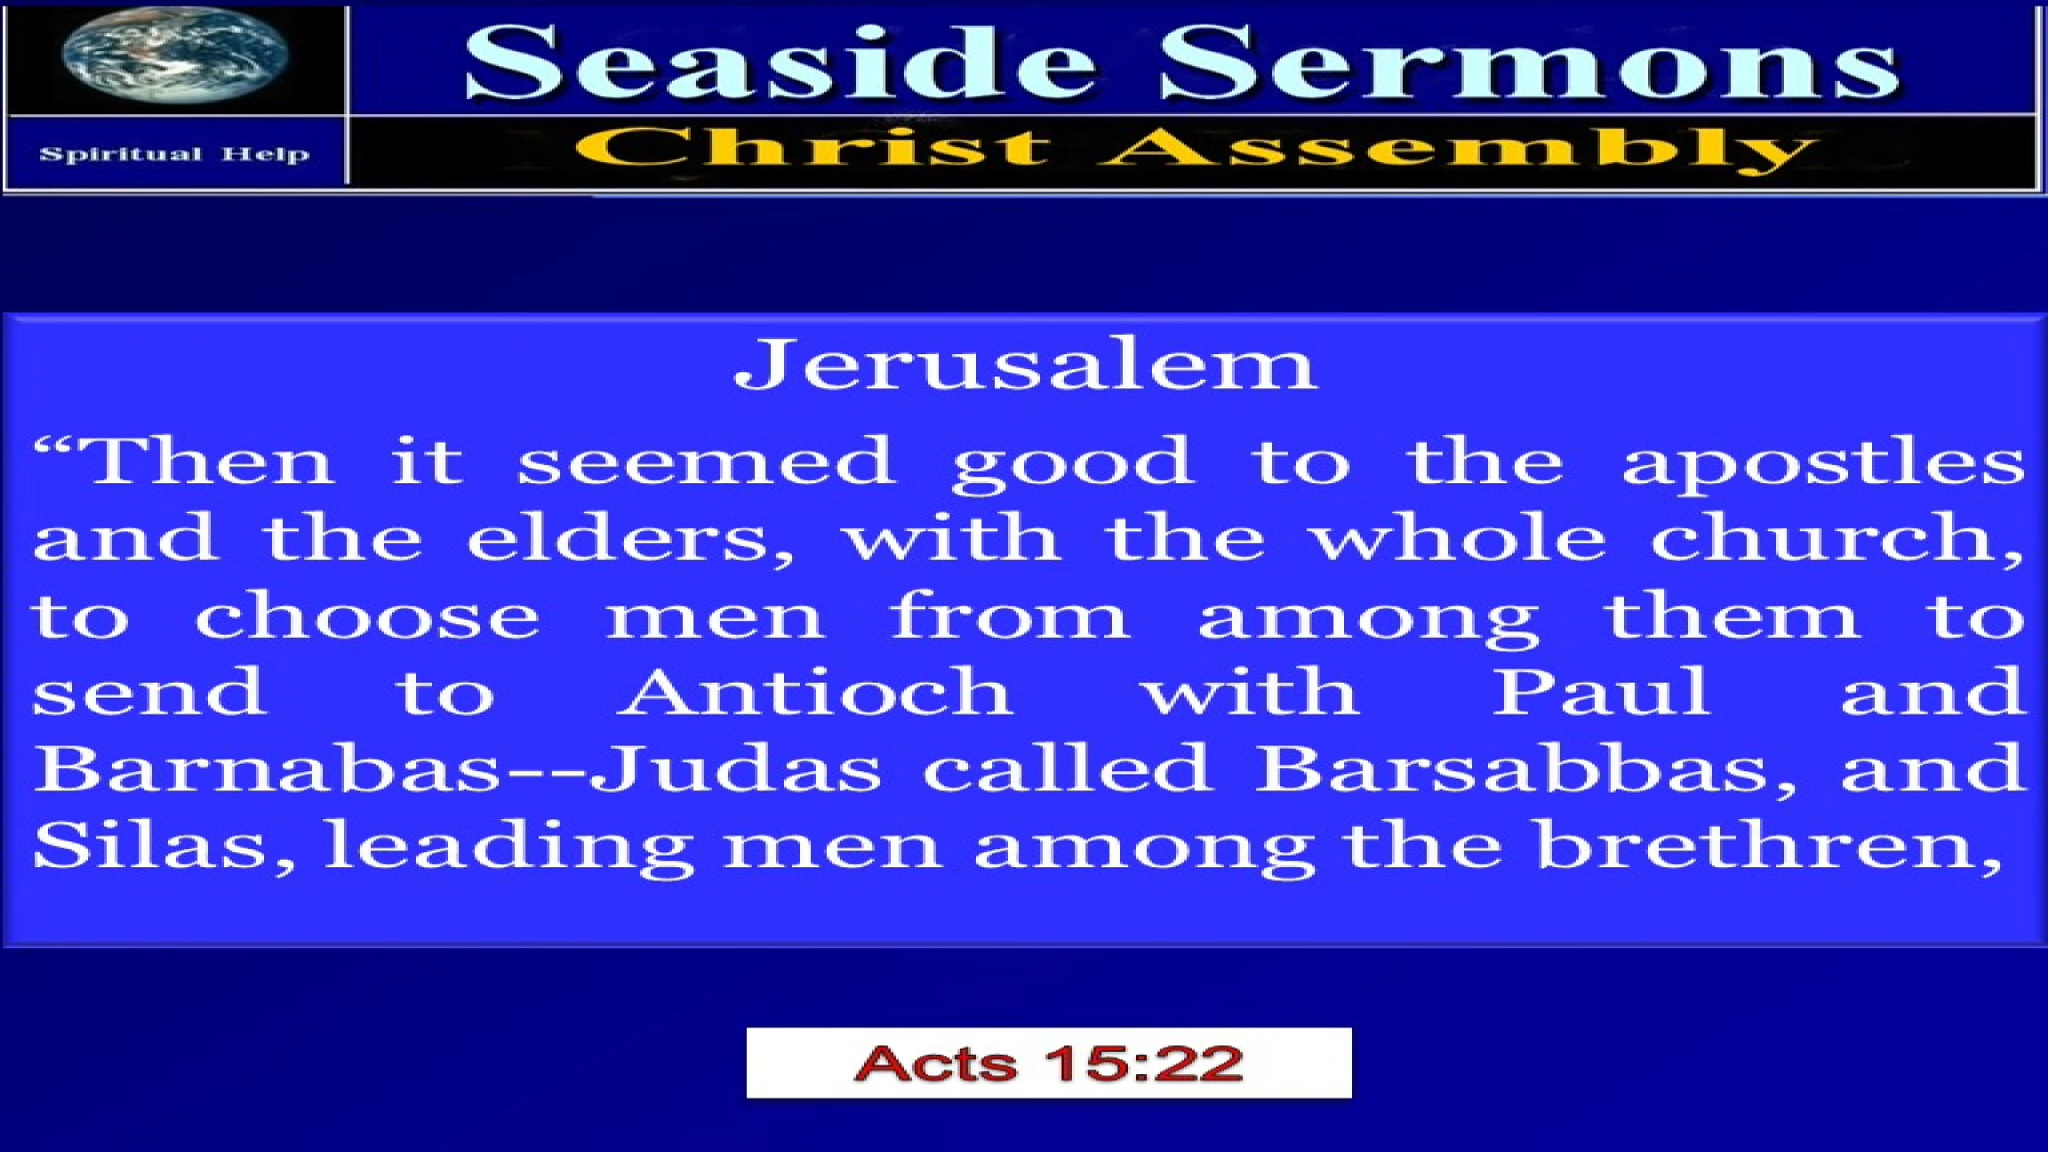 Seaside Sermons
Christ Assembly
Spiritual Help
Jerusalem
“Then it seemed good to the apostles
and the elders, with the whole church,
to choose men from among them to
send to Antioch with Paul and
Barnabas--Judas called Barsabbas, and
Silas, leading men among the brethren,
Acts 15:22